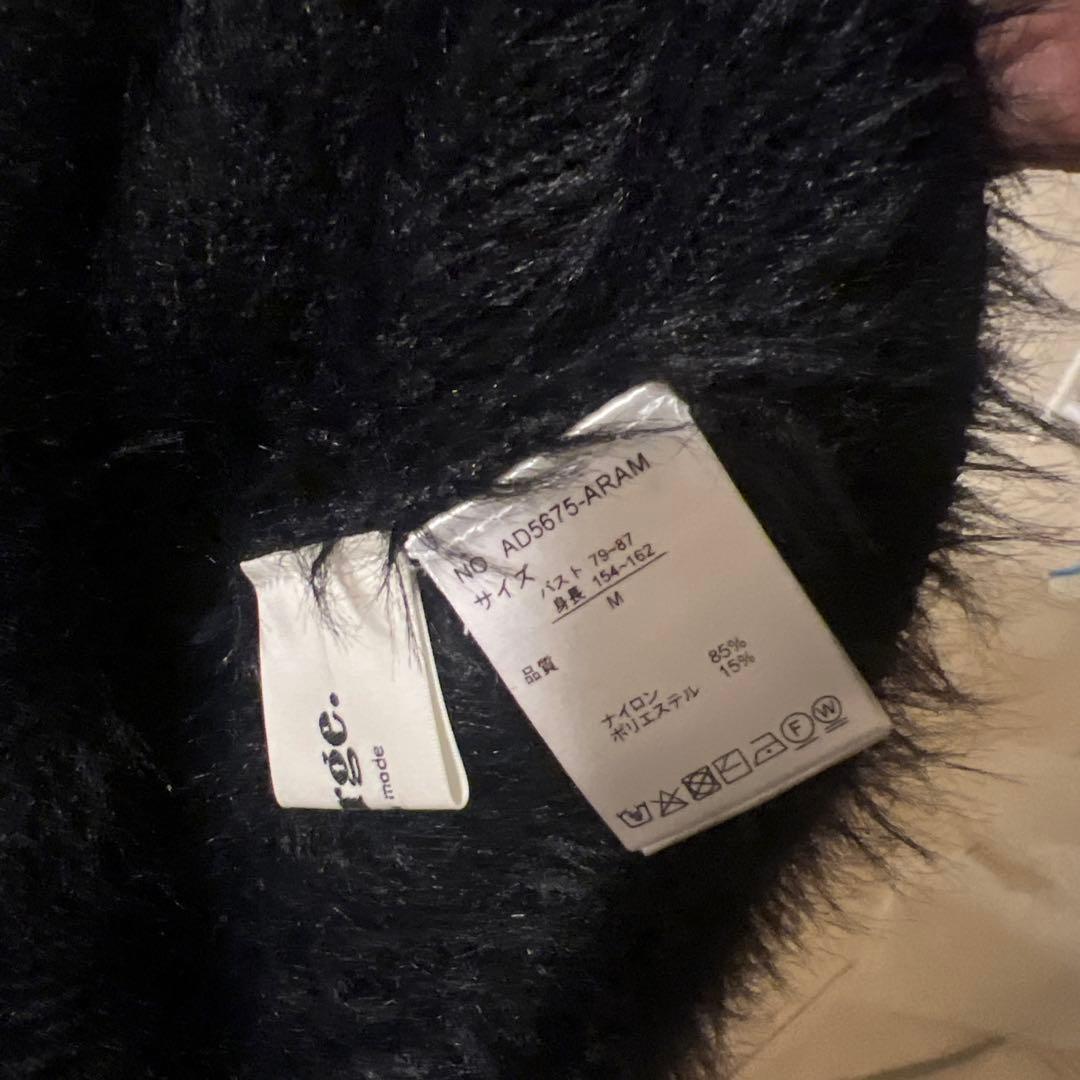 NO AD5675-ARAM
サイズ
バスト 79~87
身長 154~162
M
品質
ナイロン 85%
ポリエステル 15%
F W
rge.
made